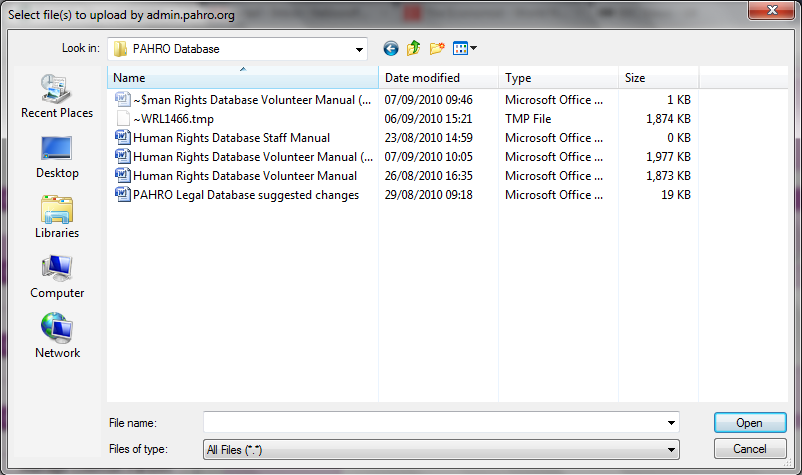 Select file(s) to upload by admin.pahro.org
Look in: PAHRO Database
Name Date modified Type Size
~$man Rights Database Volunteer Manual (... 07/09/2010 09:46 Microsoft Office ... 1 KB
~WRL1466.tmp 06/09/2010 15:21 TMP File 1,874 KB
Human Rights Database Staff Manual 23/08/2010 14:59 Microsoft Office ... 0 KB
Human Rights Database Volunteer Manual (... 07/09/2010 10:05 Microsoft Office ... 1,977 KB
Human Rights Database Volunteer Manual 26/08/2010 16:35 Microsoft Office ... 1,873 KB
PAHRO Legal Database suggested changes 29/08/2010 09:18 Microsoft Office ... 19 KB
Recent Places
Desktop
Libraries
Computer
Network
File name: Open
Files of type: All Files (*.*) Cancel